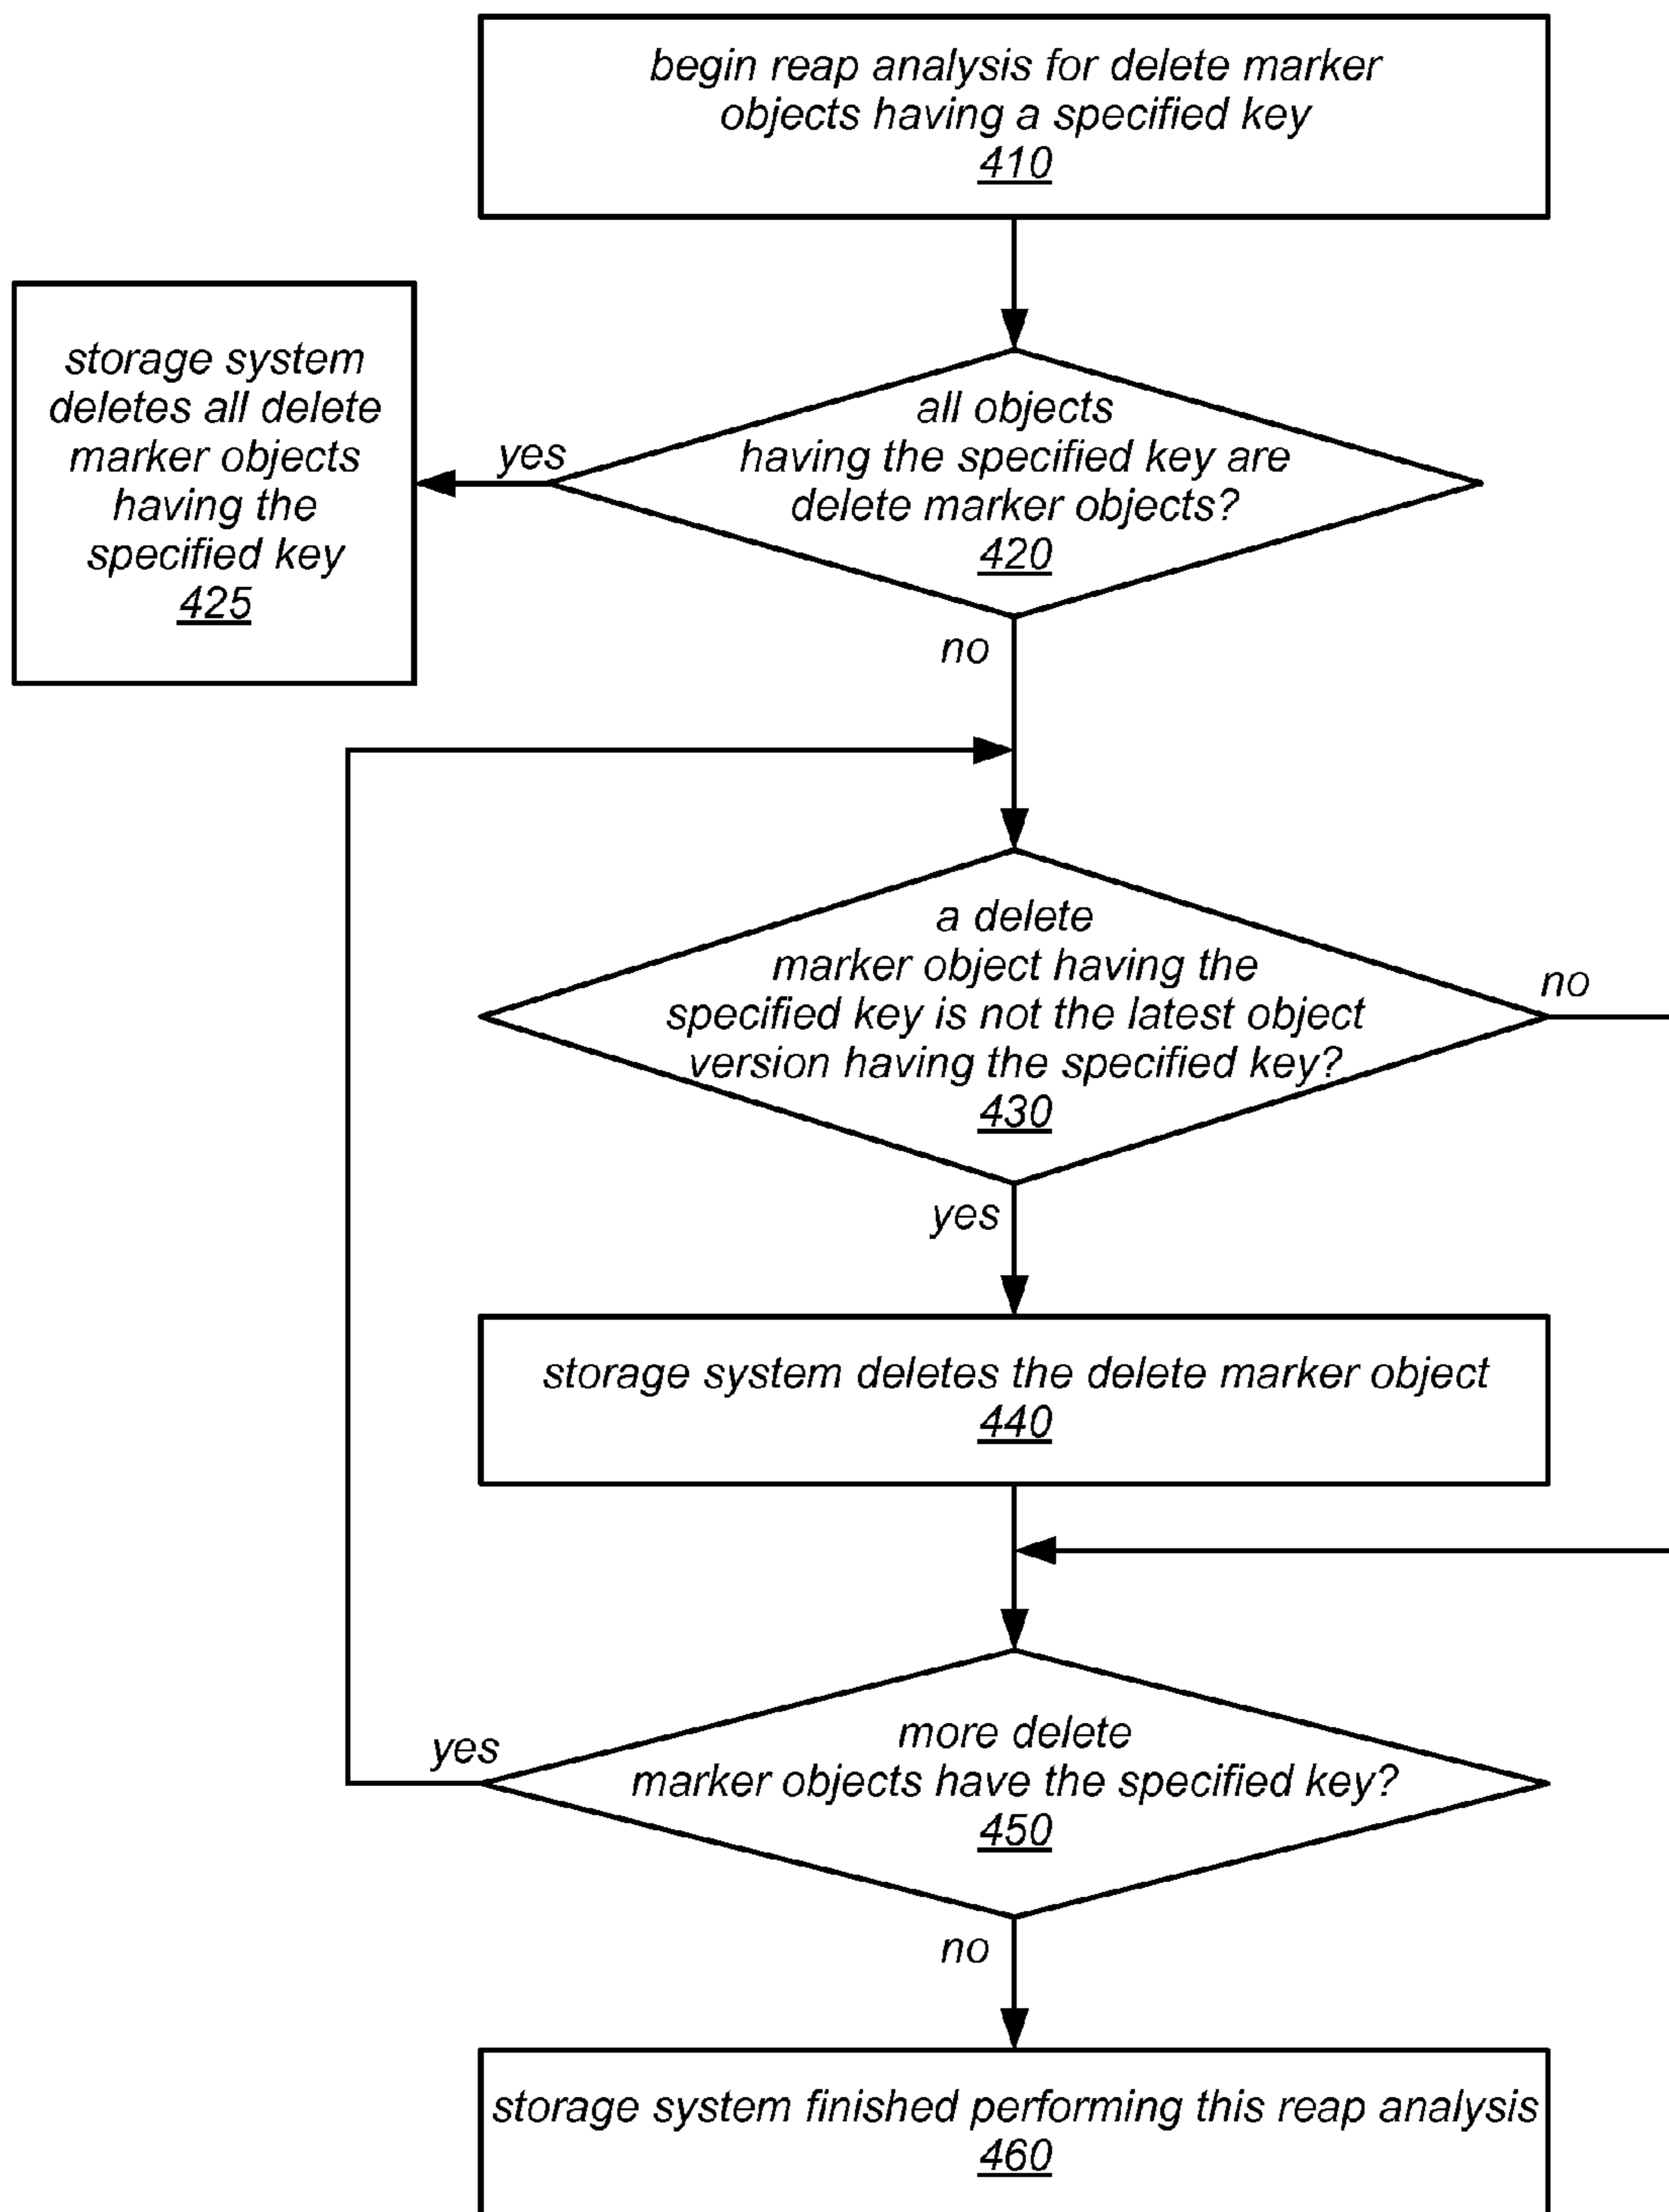 begin reap analysis for delete marker
objects having a specified key
410
storage system
deletes all delete
marker objects
having the
specified key
425
yes
all objects
having the specified key are
delete marker objects?
420
no
a delete
marker object having the
specified key is not the latest object
version having the specified key?
430
no
yes
storage system deletes the delete marker object
440
yes
more delete
marker objects have the specified key?
450
no
storage system finished performing this reap analysis
460